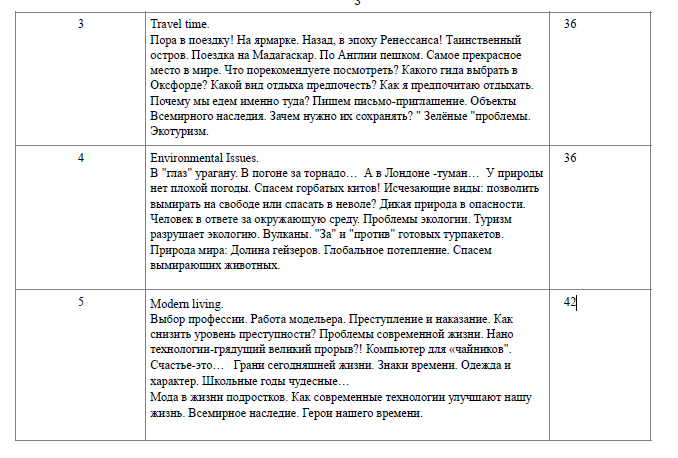 3
3
Travel time.
Пора в поездку! На ярмарке. Назад, в эпоху Ренессанса! Таинственный
остров. Поездка на Мадагаскар. По Англии пешком. Самое прекрасное
место в мире. Что порекомендуете посмотреть? Какого гида выбрать в
Оксфорде? Какой вид отдыха предпочесть? Как я предпочитаю отдыхать.
Почему мы едем именно туда? Пишем письмо-приглашение. Объекты
Всемирного наследия. Зачем нужно их сохранять? " Зелёные "проблемы.
Экотуризм.
36
4
Environmental Issues.
В "глаз" урагану. В погоне за торнадо… А в Лондоне -туман… У природы
нет плохой погоды. Спасем горбатых китов! Исчезающие виды: позволить
вымирать на свободе или спасать в неволе? Дикая природа в опасности.
Человек в ответе за окружающую среду. Проблемы экологии. Туризм
разрушает экологию. Вулканы. "За" и "против" готовых турпакетов.
Природа мира: Долина гейзеров. Глобальное потепление. Спасем
вымирающих животных.
36
5
Modern living.
Выбор профессии. Работа модельера. Преступление и наказание. Как
снизить уровень преступности? Проблемы современной жизни. Нано
технологии-грядущий великий прорыв?! Компьютер для «чайников".
Счастье-это… Грани сегодняшней жизни. Знаки времени. Одежда и
характер. Школьные годы чудесные…
Мода в жизни подростков. Как современные технологии улучшают нашу
жизнь. Всемирное наследие. Герои нашего времени.
42